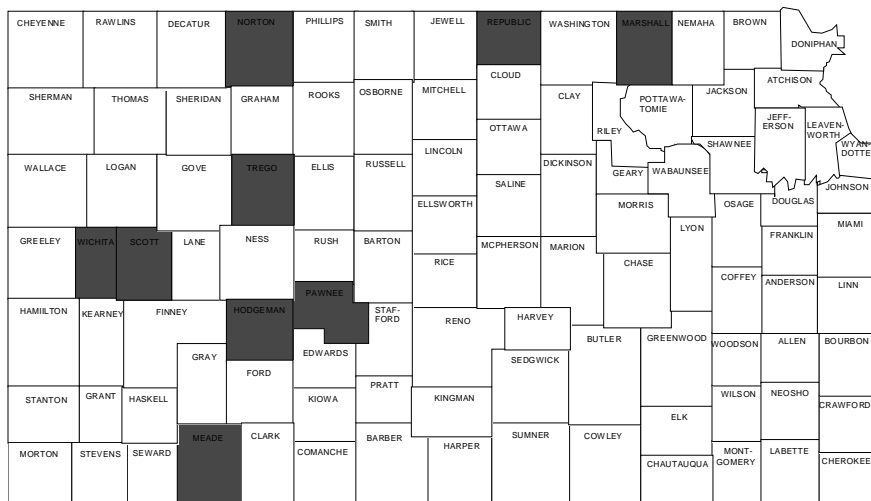 CHEYENNE
RAWLINS
DECATUR
NORTON
PHILLIPS
SMITH
JEWELL
REPUBLIC
WASHINGTON
MARSHALL
NEMAHA
BROWN
DONIPHAN
SHERMAN
THOMAS
SHERIDAN
GRAHAM
ROOKS
OSBORNE
MITCHELL
CLOUD
CLAY
RILEY
POTTAWA-
TOMIE
JACKSON
ATCHISON
JEFF-
ERSON
LEAVEN-
WORTH
WYAN-
DOTTE
OTTAWA
LINCOLN
SHAWNEE
WALLACE
LOGAN
GOVE
TREGO
ELLIS
RUSSELL
DICKINSON
GEARY
WABAUNSEE
JOHNSON
ELLSWORTH
SALINE
MORRIS
OSAGE
DOUGLAS
GREELEY
WICHITA
SCOTT
LANE
NESS
RUSH
BARTON
RICE
MCPHERSON
MARION
CHASE
LYON
FRANKLIN
MIAMI
COFFEY
ANDERSON
LINN
HAMIILTON
KEARNEY
FINNEY
HODGEMAN
PAWNEE
STAF-
FORD
RENO
HARVEY
EDWARDS
GRAY
FORD
SEDGWICK
BUTLER
GREENWOOD
WOODSON
ALLEN
BOURBON
STANTON
GRANT
HASKELL
KIOWA
PRATT
KINGMAN
ELK
WILSON
NEOSHO
CRAWFORD
MORTON
STEVENS
SEWARD
MEADE
CLARK
COMANCHE
BARBER
HARPER
SUMNER
COWLEY
CHAUTAUQUA
MONT-
GOMERY
LABETTE
CHEROKEE